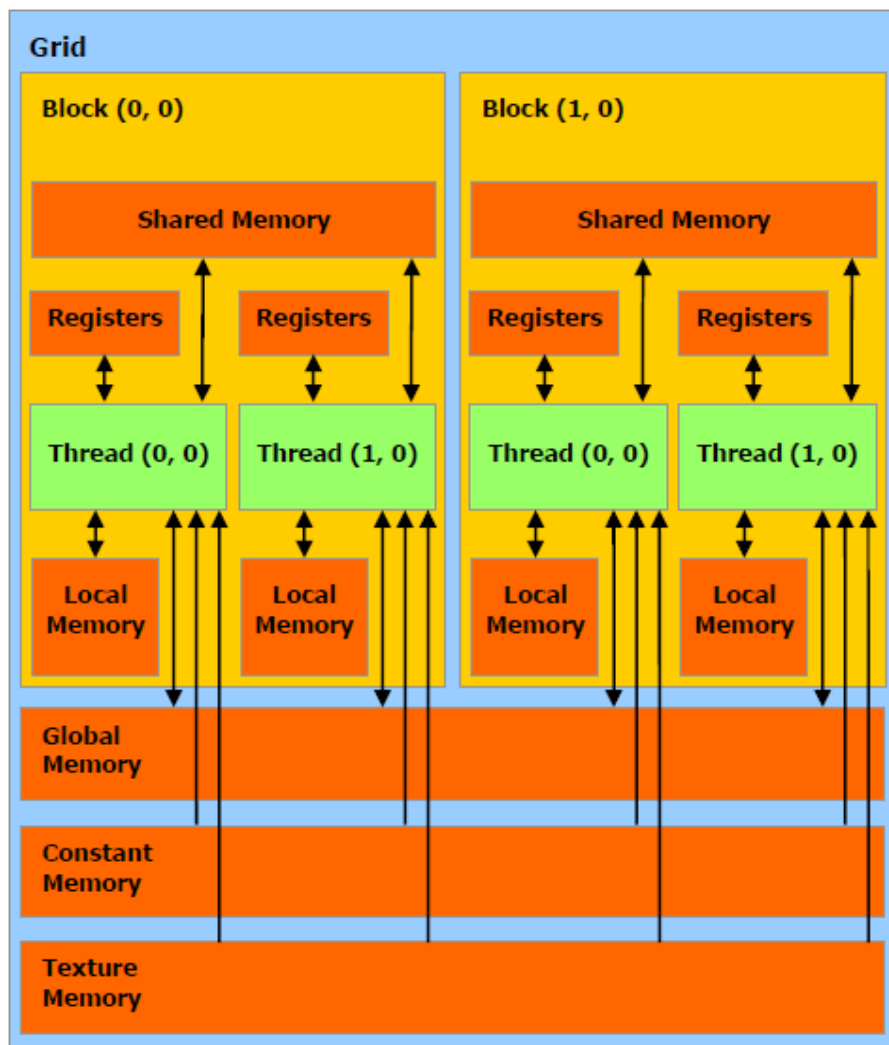 Grid
Block (0, 0)
Block (1, 0)
Shared Memory
Shared Memory
Registers
Registers
Registers
Registers
Thread (0, 0)
Thread (1, 0)
Thread (0, 0)
Thread (1, 0)
Local
Memory
Local
Memory
Local
Memory
Local
Memory
Global
Memory
Constant
Memory
Texture
Memory